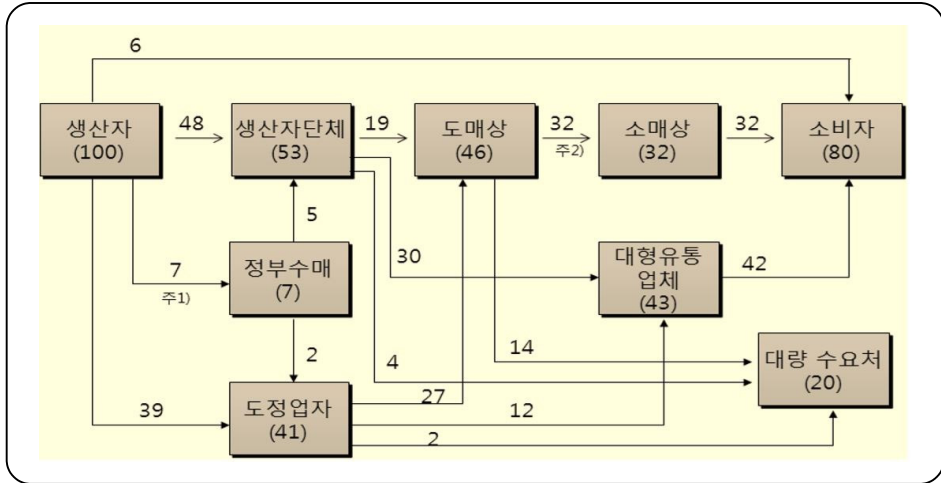 6
생산자
(100)
48
생산자단체
(53)
19
도매상
(46)
32
주2)
소매상
(32)
32
소비자
(80)
5
30
7
주1)
정부수매
(7)
대형유통
업체
(43)
42
2
14
4
대량 수요처
(20)
39
도정업자
(41)
27
12
2